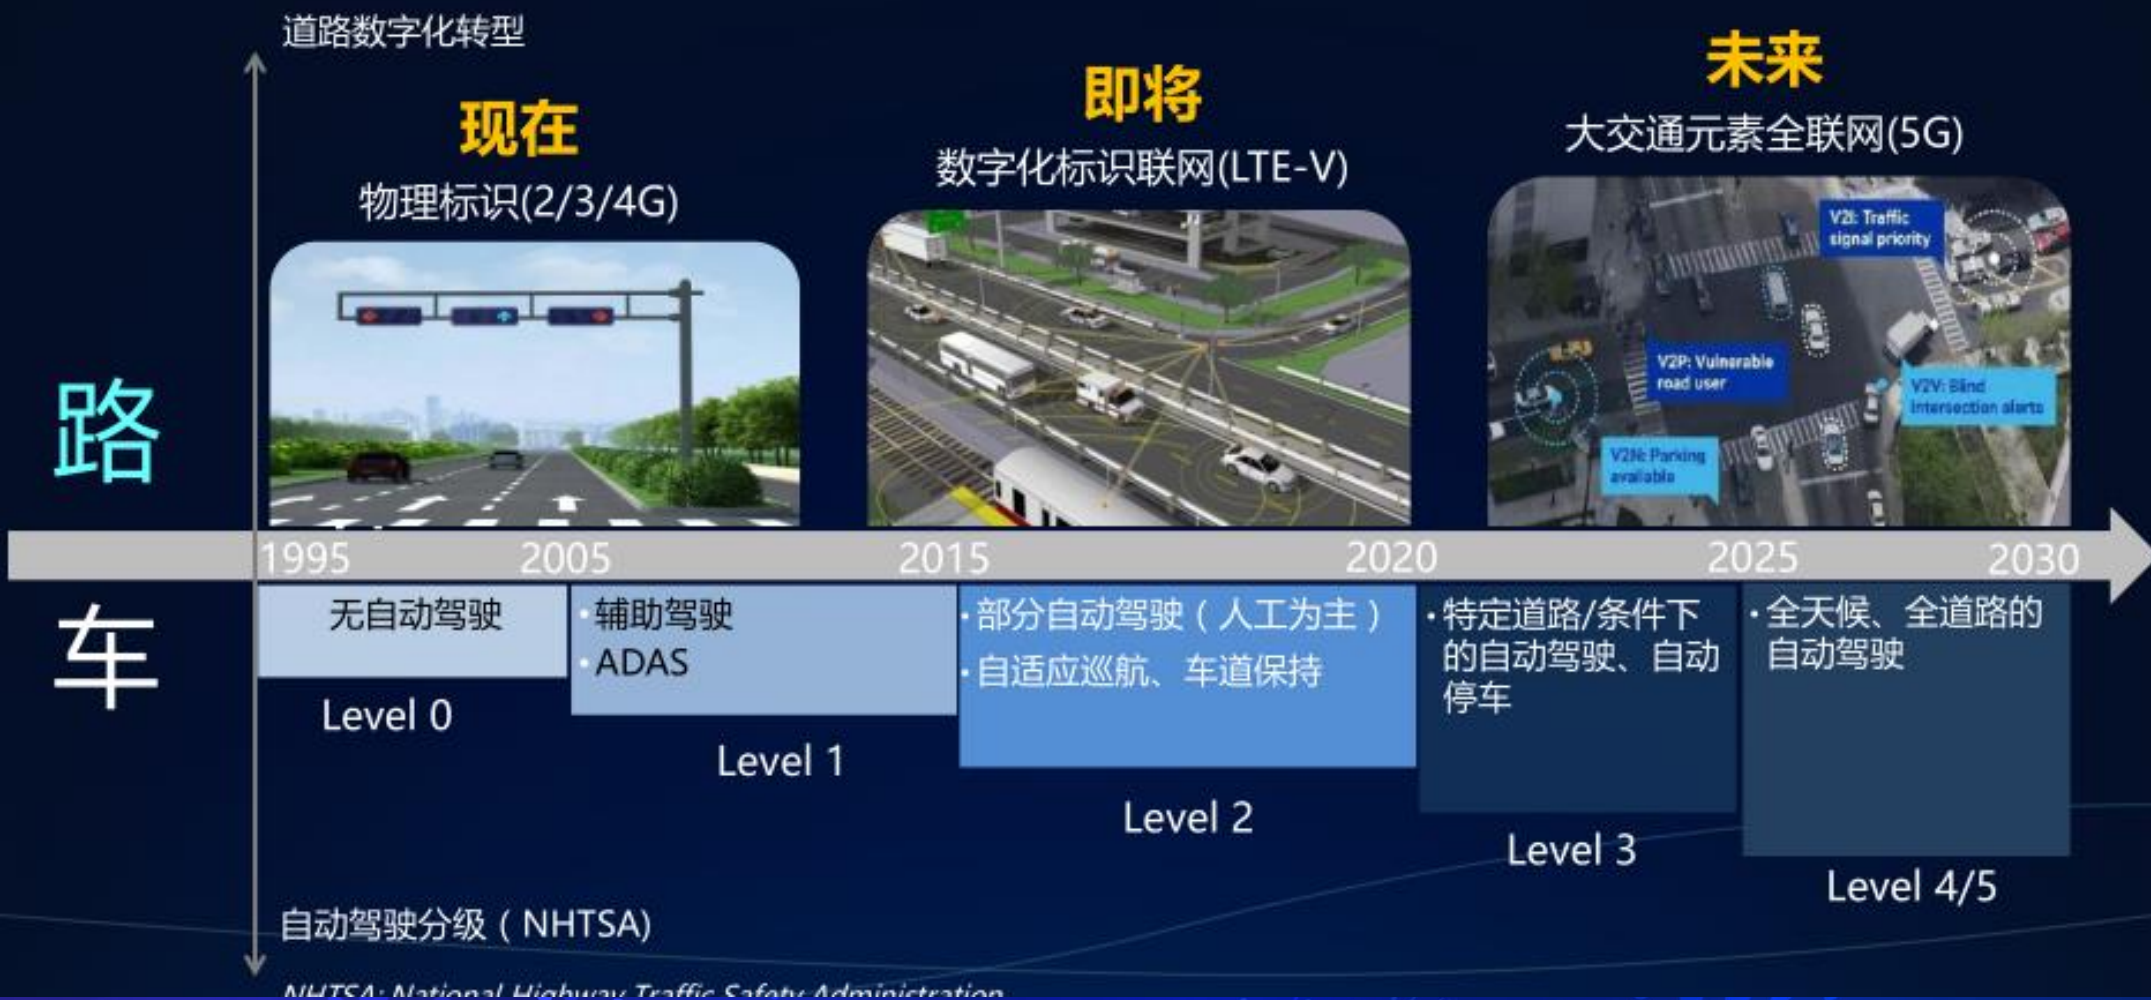 道路数字化转型
现在
物理标识(2/3/4G)
即将
数字化标识联网(LTE-V)
未来
大交通元素全联网(5G)
V2I: Traffic
signal priority
V2P: Vulnerable
road user
V2V: Blind
intersection alerts
V2N: Parking
available
路
1995
2005
2015
2020
2025
2030
车
无自动驾驶
Level 0
·辅助驾驶
·ADAS
Level 1
·部分自动驾驶(人工为主)
·自适应巡航、车道保持
Level 2
·特定道路/条件下
的自动驾驶、自动
停车
Level 3
·全天候、全道路的
自动驾驶
Level 4/5
自动驾驶分级(NHTSA)
NHTSA: National Highway Traffic Safety Administration